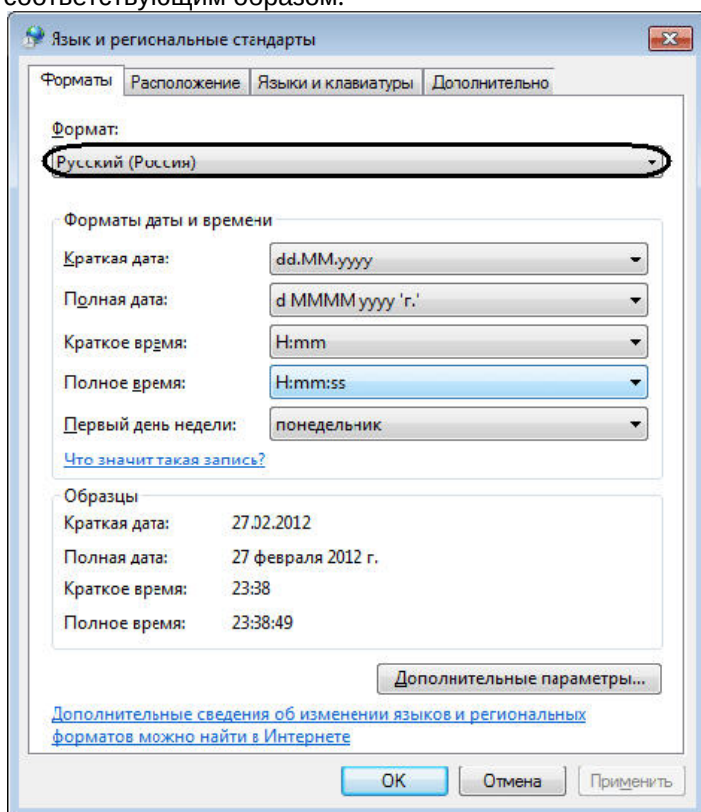 соответствующим образом.
Язык и региональные стандарты
Форматы Расположение Языки и клавиатуры Дополнительно
Формат:
Русский (Россия)
Форматы даты и времени
Краткая дата: dd.MM.yyyy
Полная дата: d MMMM yyyy 'г.'
Краткое время: H:mm
Полное время: H:mm:ss
Первый день недели: понедельник
Что значит такая запись?
Образцы
Краткая дата: 27.02.2012
Полная дата: 27 февраля 2012 г.
Краткое время: 23:38
Полное время: 23:38:49
Дополнительные параметры...
Дополнительные сведения об изменении языков и региональных
форматов можно найти в Интернете
OK Отмена Применить